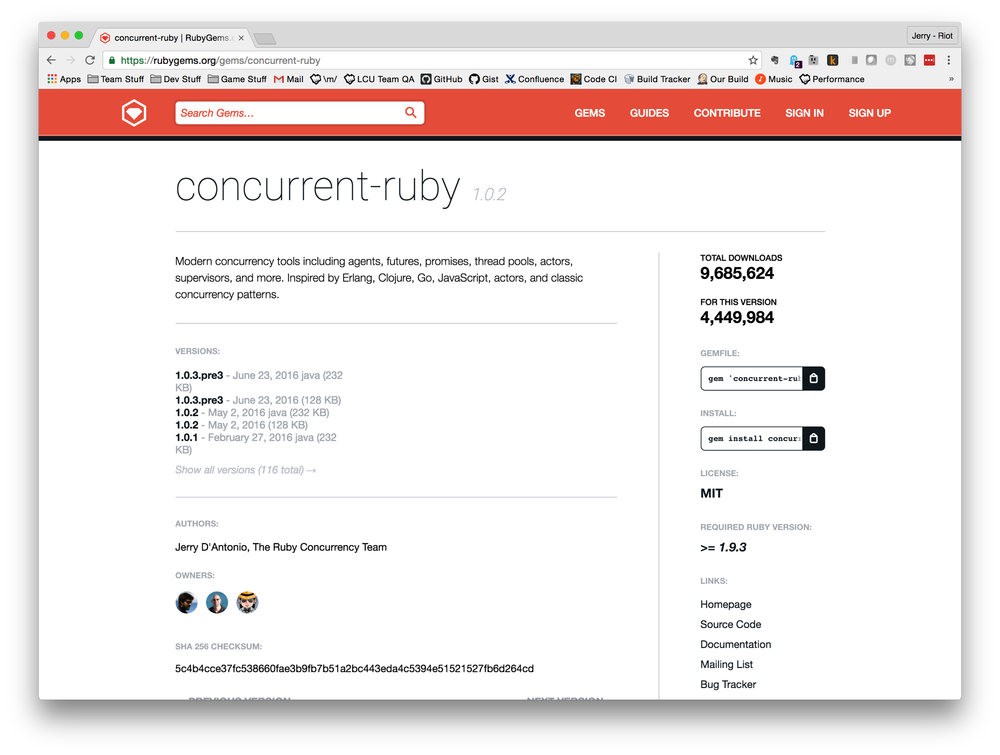 concurrent-ruby | RubyGems.
Jerry - Riot
https://rubygems.org/gems/concurrent-ruby
2
k
m
Apps Team Stuff Dev Stuff Game Stuff Mail \m/ LCU Team QA GitHub Gist Confluence Code CI Build Tracker Our Build Music Performance »
Search Gems...
GEMS GUIDES CONTRIBUTE SIGN IN SIGN UP
concurrent-ruby 1.0.2
Modern concurrency tools including agents, futures, promises, thread pools, actors,
supervisors, and more. Inspired by Erlang, Clojure, Go, JavaScript, actors, and classic
concurrency patterns.
VERSIONS:
1.0.3.pre3 - June 23, 2016 java (232
KB)
1.0.3.pre3 - June 23, 2016 (128 KB)
1.0.2 - May 2, 2016 java (232 KB)
1.0.2 - May 2, 2016 (128 KB)
1.0.1 - February 27, 2016 java (232
KB)
Show all versions (116 total) →
AUTHORS:
Jerry D'Antonio, The Ruby Concurrency Team
OWNERS:
SHA 256 CHECKSUM:
5c4b4cce37fc538660fae3b9fb7b51a2bc443eda4c5394e51521527fb6d264cd
PREVIOUS VERSION NEXT VERSION
TOTAL DOWNLOADS
9,685,624
FOR THIS VERSION
4,449,984
GEMFILE:
gem 'concurrent-rub
INSTALL:
gem install concurr
LICENSE:
MIT
REQUIRED RUBY VERSION:
>= 1.9.3
LINKS:
Homepage
Source Code
Documentation
Mailing List
Bug Tracker